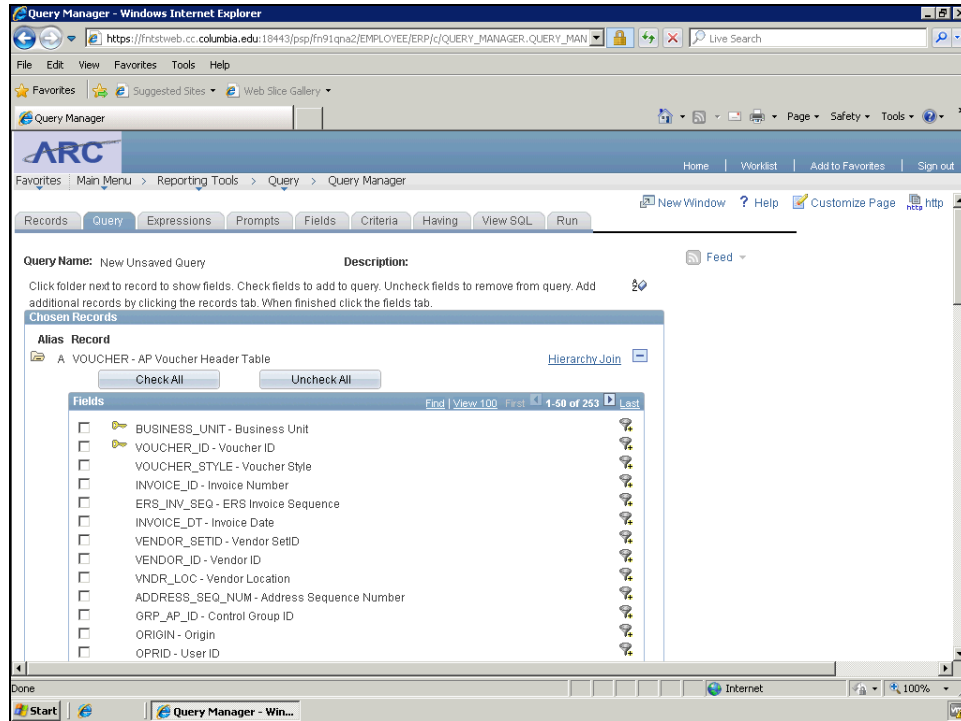 Query Manager - Windows Internet Explorer
https://fntstweb.cc.columbia.edu:18443/psp/fn91qna2/EMPLOYEE/ERP/c/QUERY_MANAGER.QUERY_MAN
Live Search
File Edit View Favorites Tools Help
Favorites Suggested Sites Web Slice Gallery
Query Manager
Page Safety Tools
ARC
Home | Worklist | Add to Favorites | Sign out
Favorites Main Menu > Reporting Tools > Query > Query Manager
New Window ? Help Customize Page http
Records Query Expressions Prompts Fields Criteria Having View SQL Run
Query Name: New Unsaved Query Description:
Feed
Click folder next to record to show fields. Check fields to add to query. Uncheck fields to remove from query. Add
additional records by clicking the records tab. When finished click the fields tab.
Chosen Records
Alias Record
A VOUCHER - AP Voucher Header Table Hierarchy Join
Check All Uncheck All
Fields Find | View 100 First 1-50 of 253 Last
BUSINESS_UNIT - Business Unit
VOUCHER_ID - Voucher ID
VOUCHER_STYLE - Voucher Style
INVOICE_ID - Invoice Number
ERS_INV_SEQ - ERS Invoice Sequence
INVOICE_DT - Invoice Date
VENDOR_SETID - Vendor SetID
VENDOR_ID - Vendor ID
VNDR_LOC - Vendor Location
ADDRESS_SEQ_NUM - Address Sequence Number
GRP_AP_ID - Control Group ID
ORIGIN - Origin
OPRID - User ID
Done Internet 100%
Start Query Manager - Win...